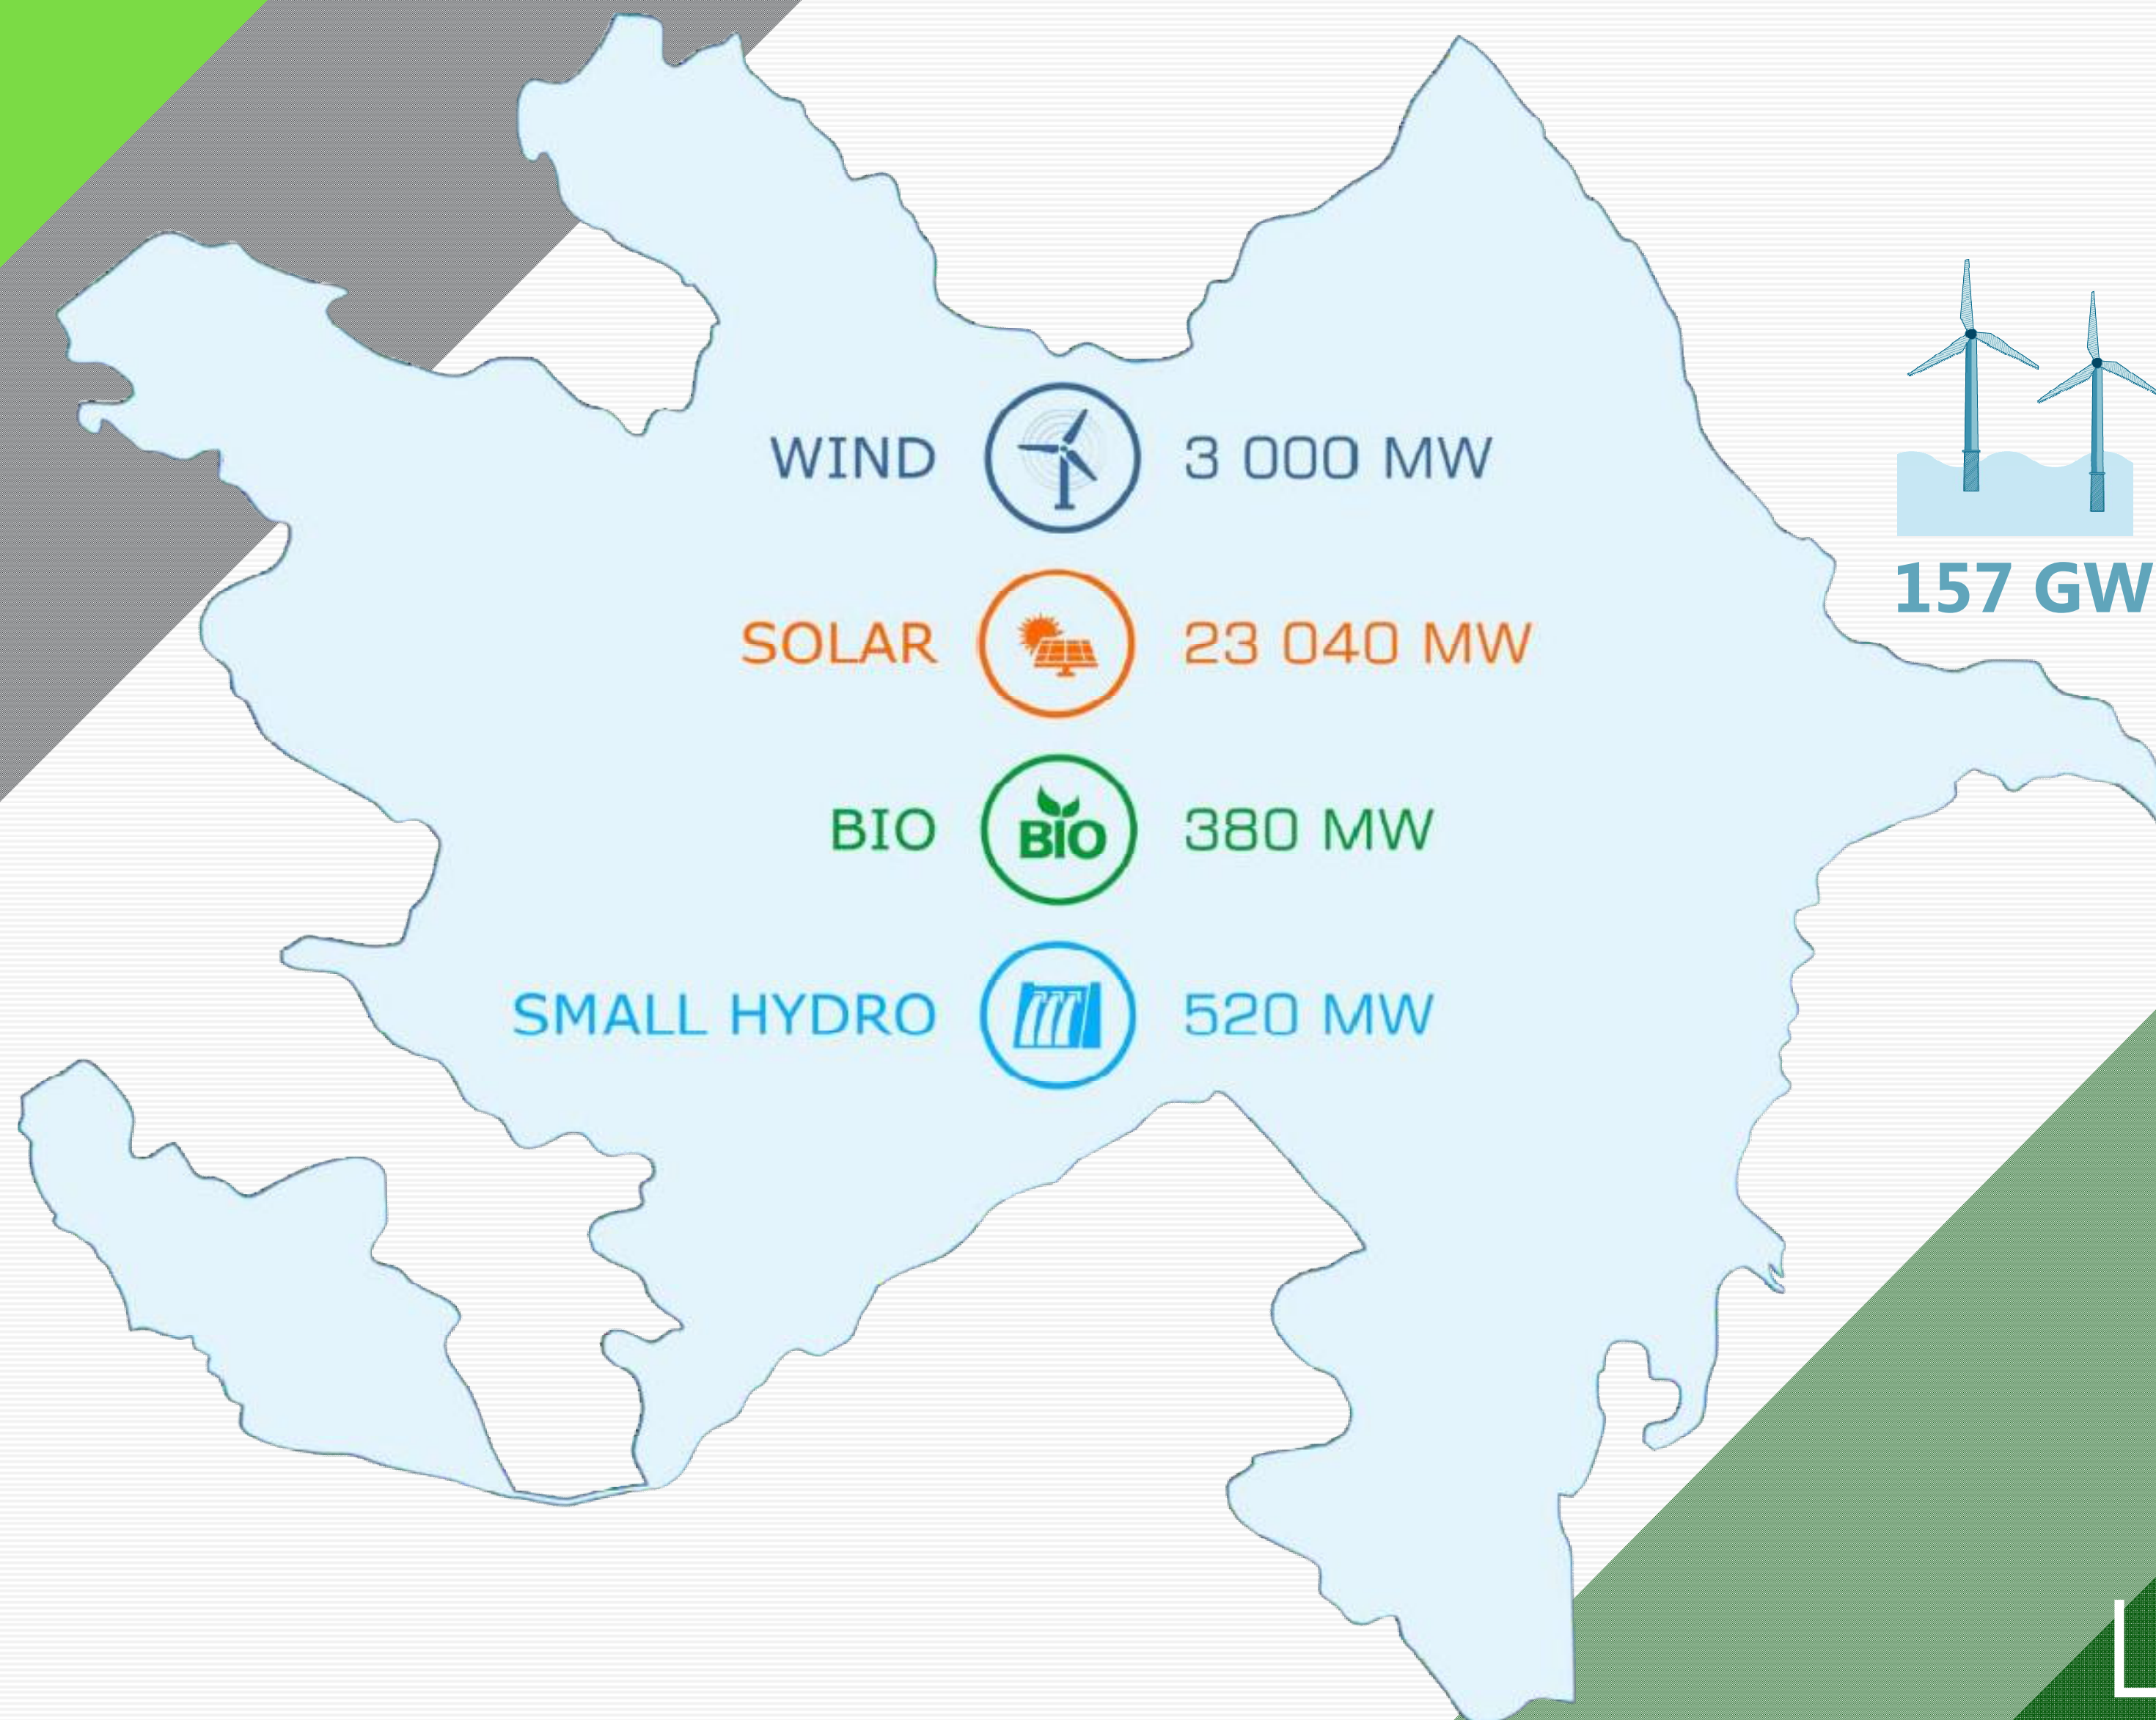 WIND 3 000 MW
157 GW
SOLAR 23 040 MW
BIO BIO 380 MW
SMALL HYDRO 520 MW